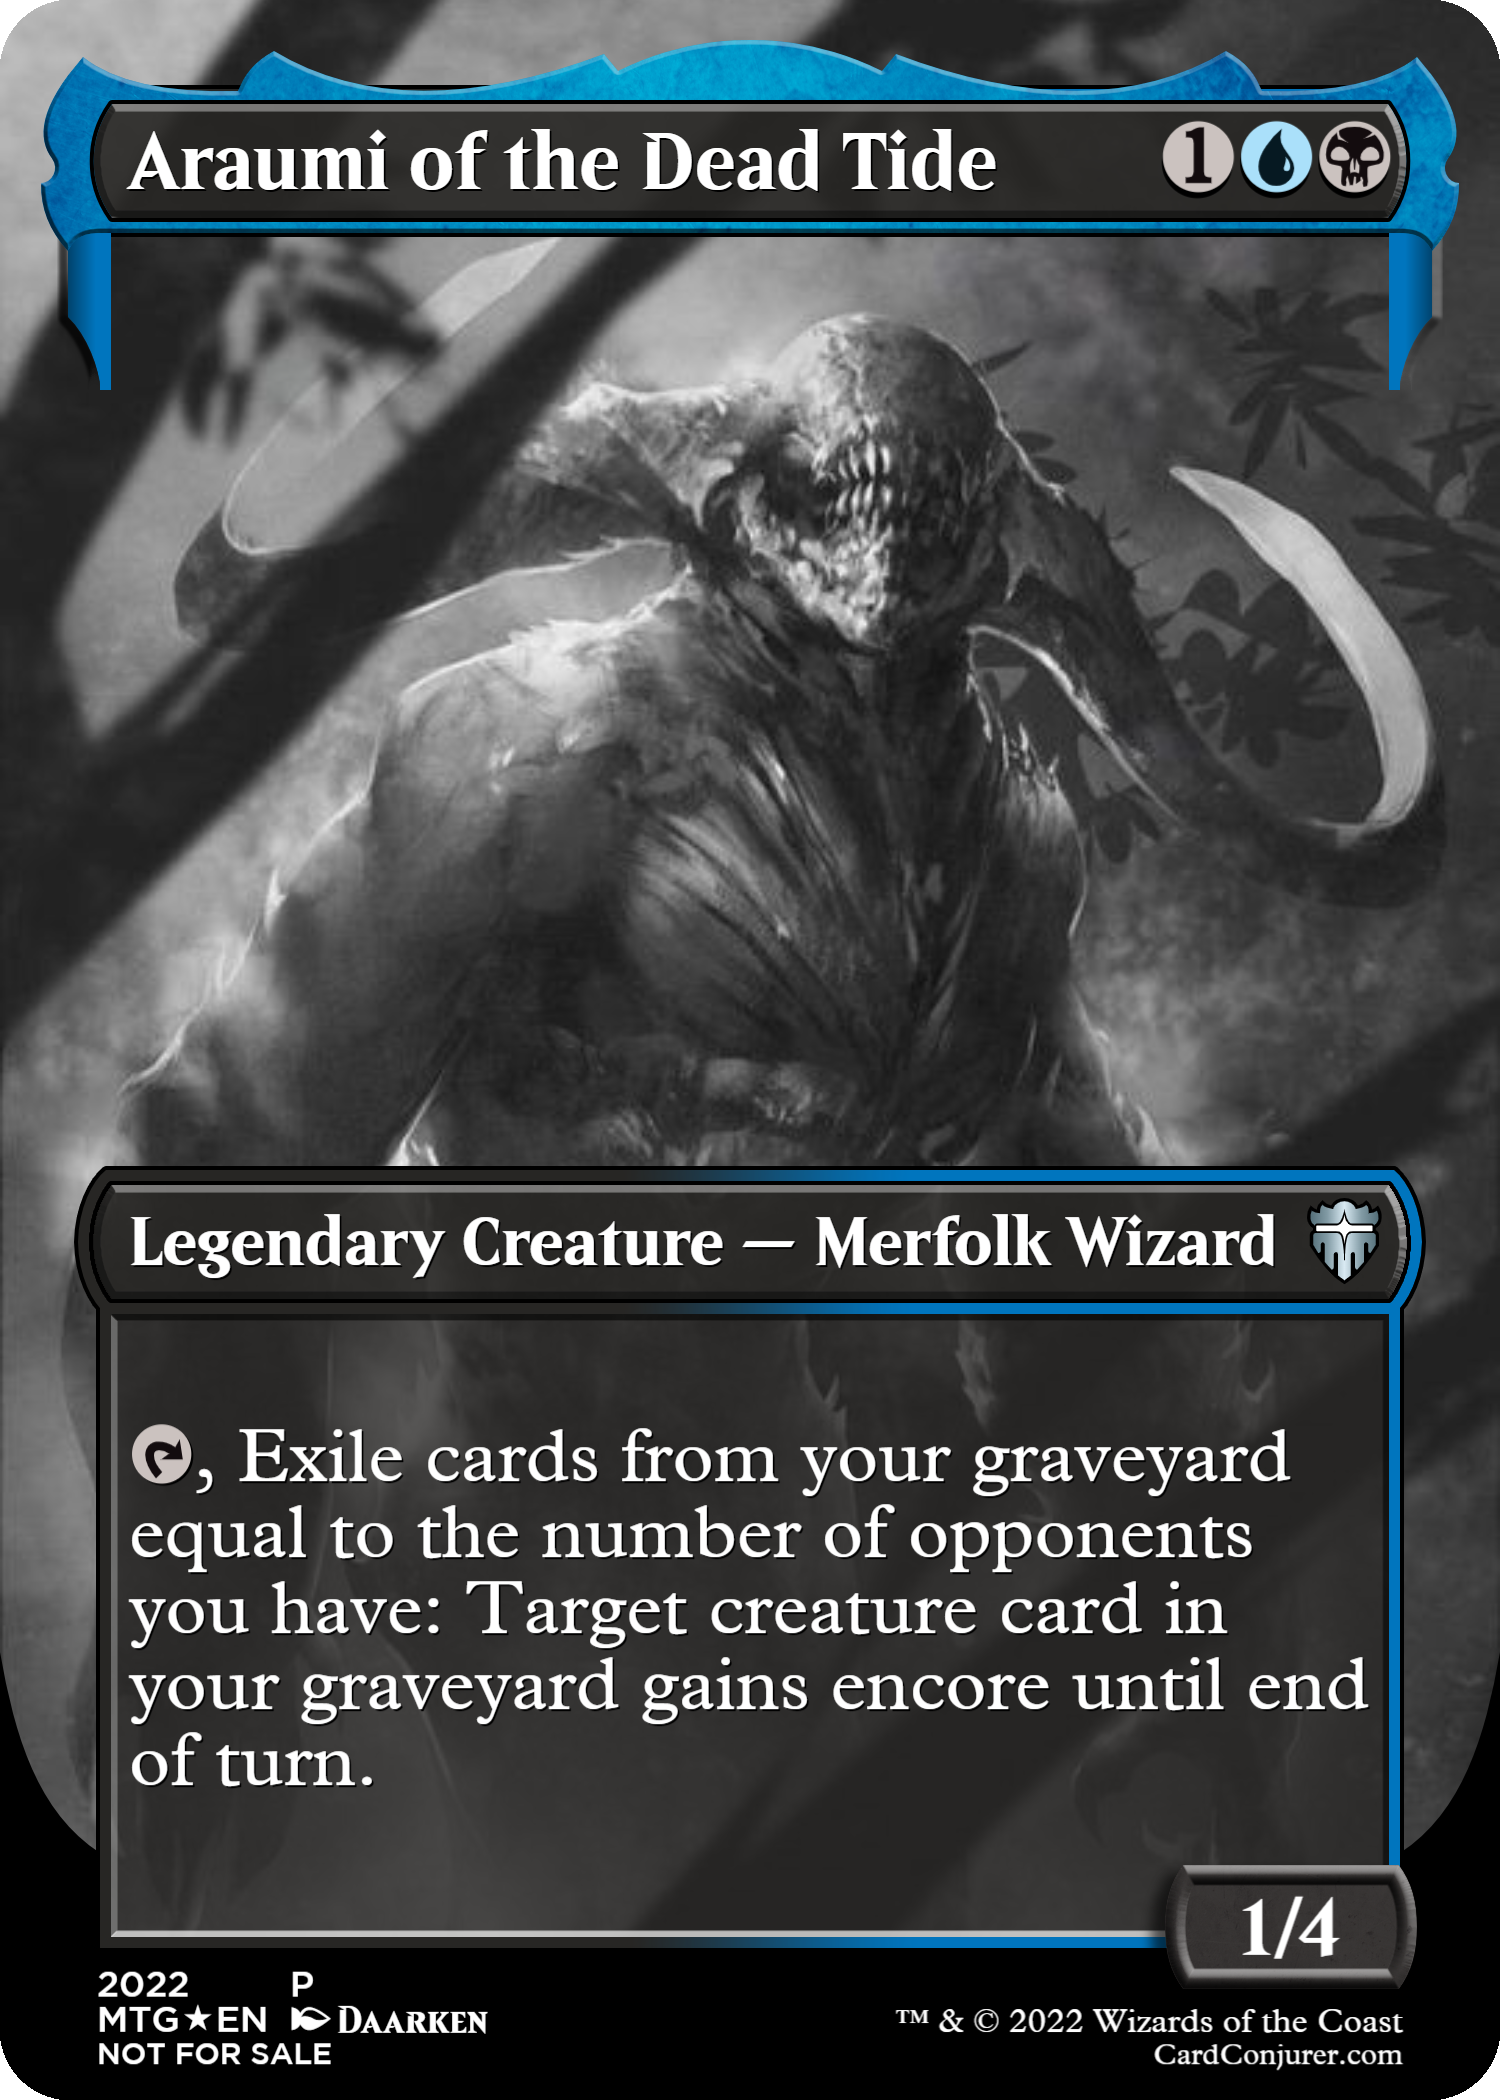 Araumi of the Dead Tide 1
Legendary Creature — Merfolk Wizard
, Exile cards from your graveyard
equal to the number of opponents
you have: Target creature card in
your graveyard gains encore until end
of turn.
1/4
2022 P
MTG★EN DAARKEN
NOT FOR SALE
™ & © 2022 Wizards of the Coast
CardConjurer.com